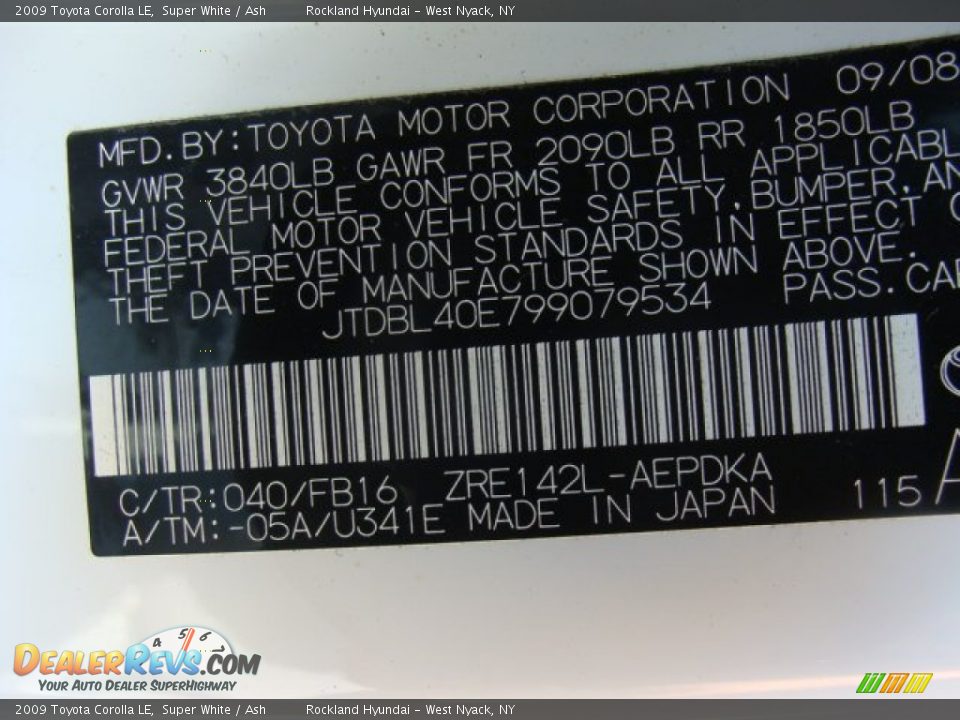 2009 Toyota Corolla LE, Super White / Ash Rockland Hyundai - West Nyack, NY
MFD. BY: TOYOTA MOTOR CORPORATION 09/08
GVWR 3840LB GAWR FR 2090LB RR 1850LB
THIS VEHICLE CONFORMS TO ALL APPLICABL
FEDERAL MOTOR VEHICLE SAFETY, BUMPER, AN
THEFT PREVENTION STANDARDS IN EFFECT O
THE DATE OF MANUFACTURE SHOWN ABOVE.
JTDBL40E799079534 PASS. CAR
C/TR: 040/FB16 ZRE142L-AEPDKA
A/TM: -05A/U341E MADE IN JAPAN 115 A
4 5 6
DEALERREVS.COM
YOUR AUTO DEALER SUPERHIGHWAY
2009 Toyota Corolla LE, Super White / Ash Rockland Hyundai - West Nyack, NY